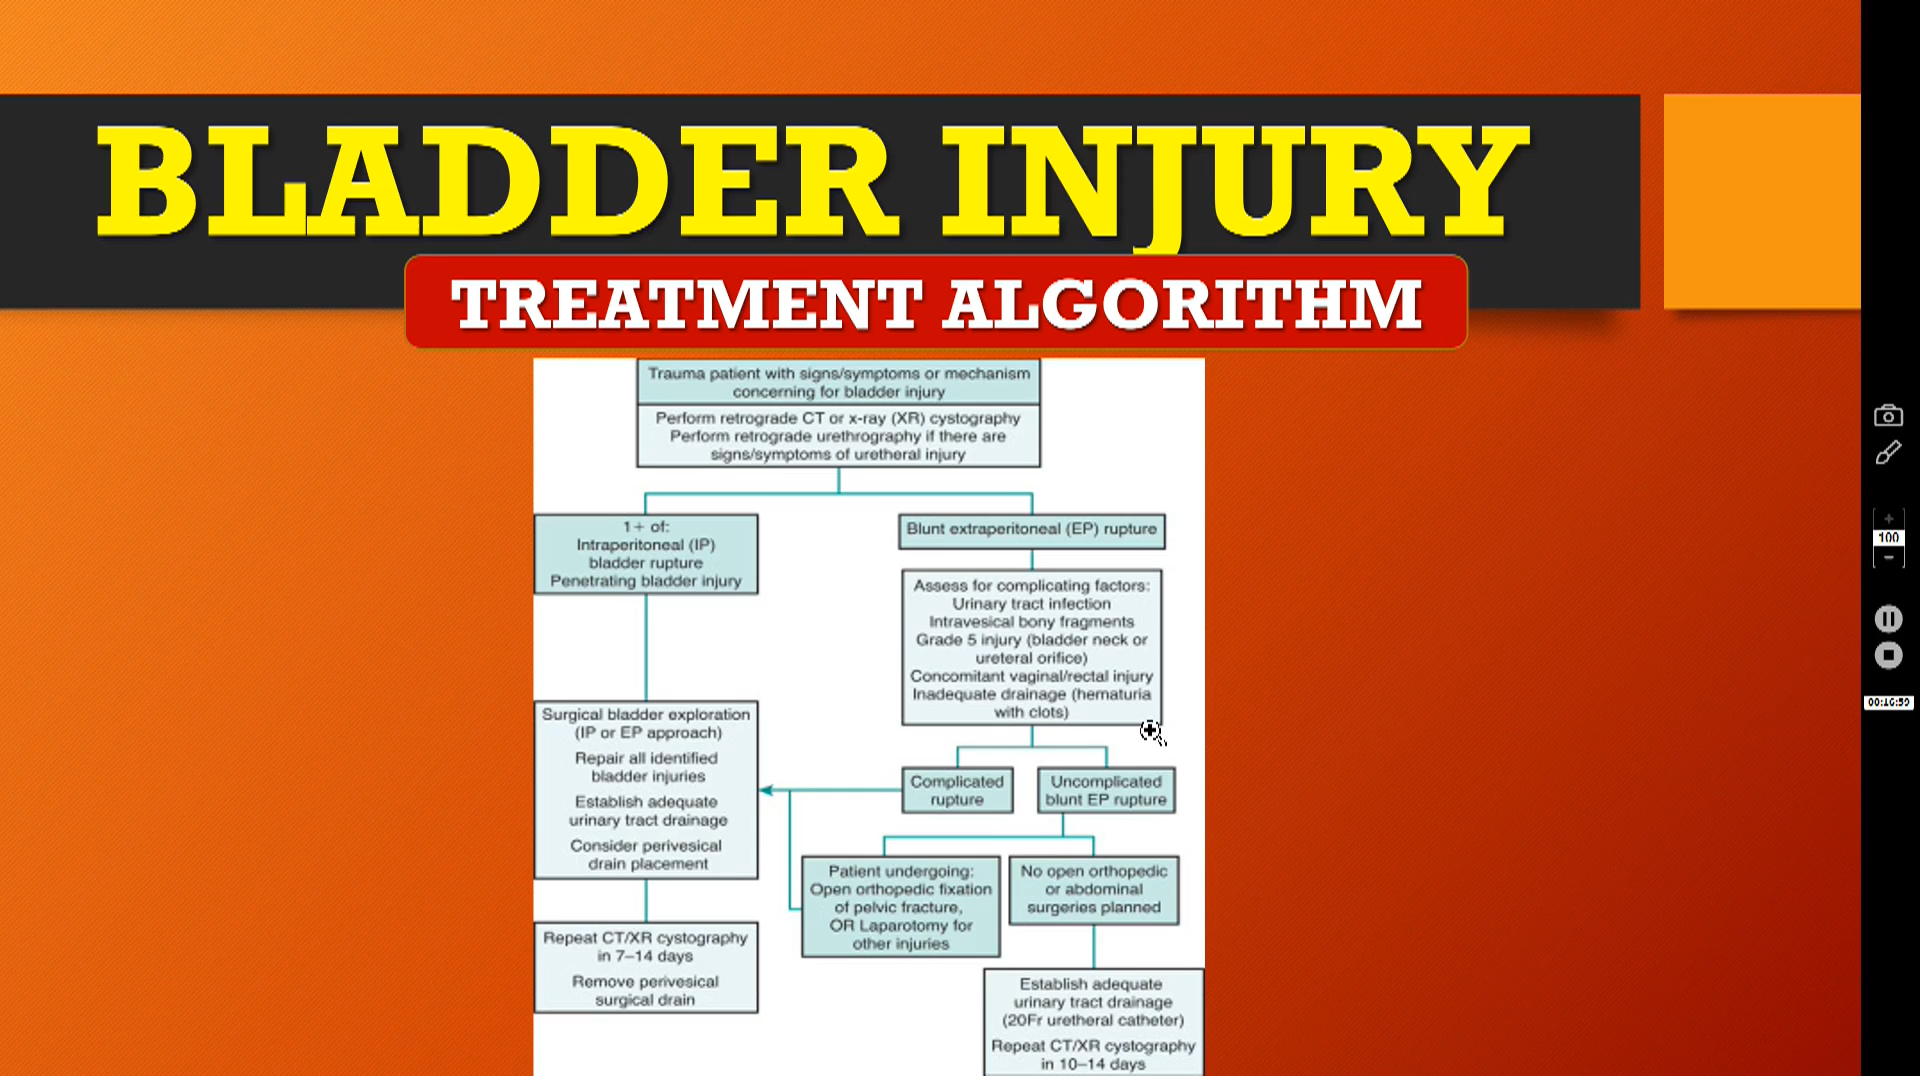 BLADDER INJURY
TREATMENT ALGORITHM
Trauma patient with signs/symptoms or mechanism
concerning for bladder injury
Perform retrograde CT or x-ray (XR) cystography
Perform retrograde urethrography if there are
signs/symptoms of uretheral injury
1+ of:
Intraperitoneal (IP)
bladder rupture
Penetrating bladder injury
Blunt extraperitoneal (EP) rupture
Assess for complicating factors:
Urinary tract infection
Intravesical bony fragments
Grade 5 injury (bladder neck or
ureteral orifice)
Concomitant vaginal/rectal injury
Inadequate drainage (hematuria
with clots)
Surgical bladder exploration
(IP or EP approach)
Repair all identified
bladder injuries
Establish adequate
urinary tract drainage
Consider perivesical
drain placement
Complicated
rupture
Uncomplicated
blunt EP rupture
Patient undergoing:
Open orthopedic fixation
of pelvic fracture,
OR Laparotomy for
other injuries
No open orthopedic
or abdominal
surgeries planned
Repeat CT/XR cystography
in 7–14 days
Remove perivesical
surgical drain
Establish adequate
urinary tract drainage
(20Fr urethral catheter)
Repeat CT/XR cystography
in 10–14 days
100
00:16:59